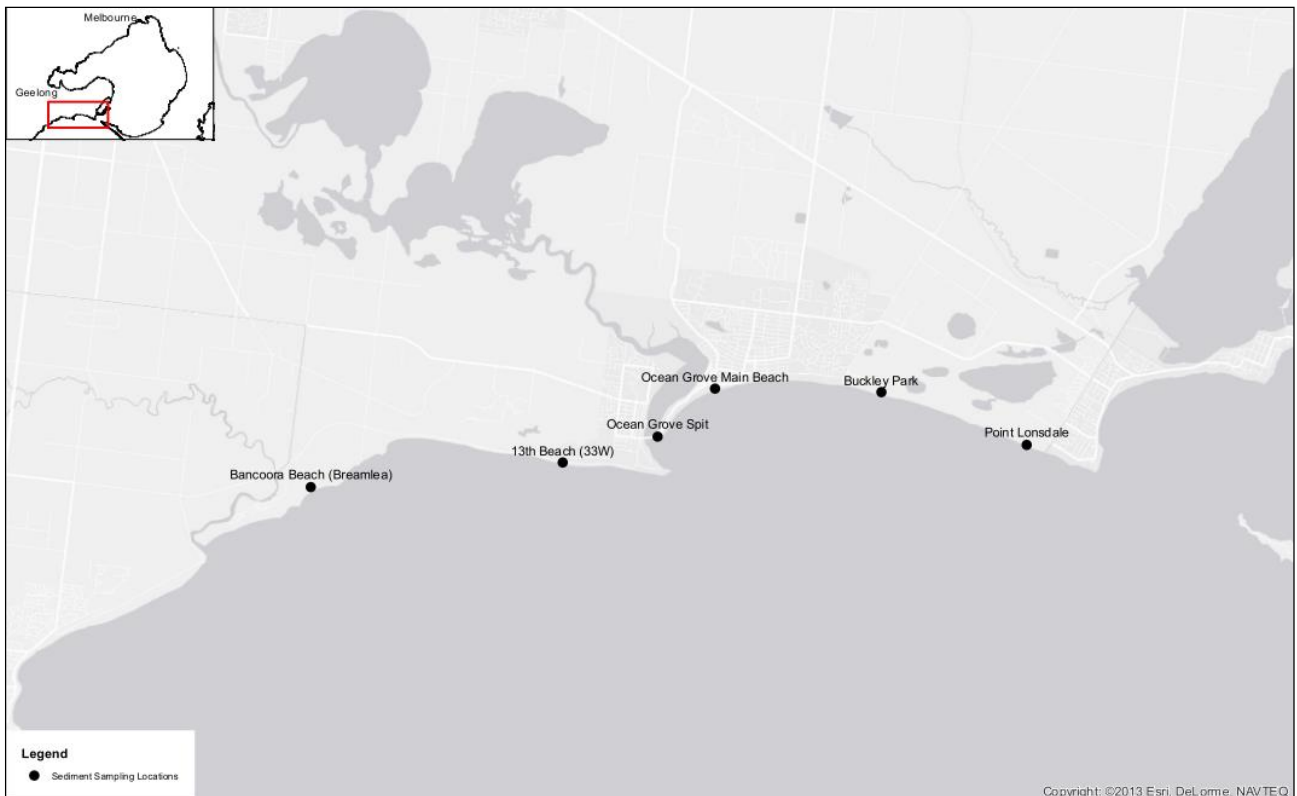 Melbourne
Geelong
Ocean Grove Main Beach
Buckley Park
Ocean Grove Spit
Point Lonsdale
13th Beach (33W)
Bancoora Beach (Breamlea)
Legend
Sediment Sampling Locations
Copyright: ©2013 Esri, DeLorme, NAVTEQ